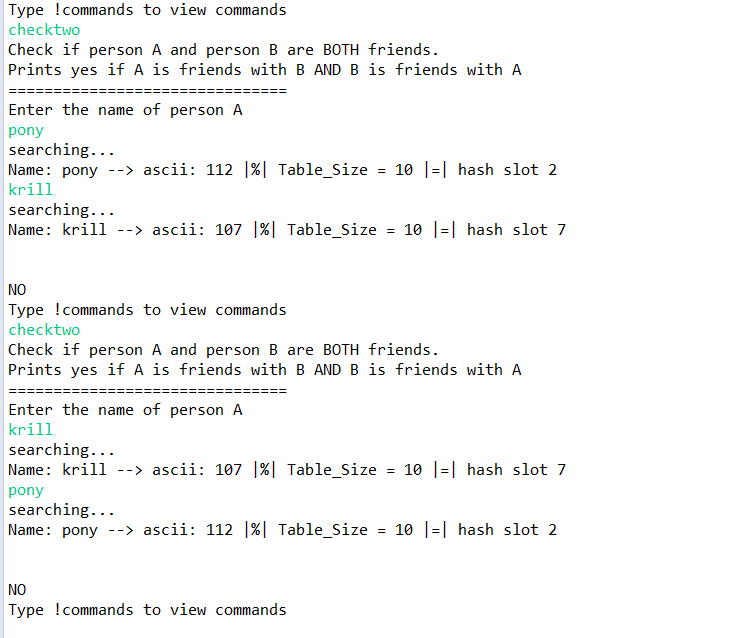 Type !commands to view commands
checktwo
Check if person A and person B are BOTH friends.
Prints yes if A is friends with B AND B is friends with A
===============================
Enter the name of person A
pony
searching...
Name: pony --> ascii: 112 |%| Table_Size = 10 |=| hash slot 2
krill
searching...
Name: krill --> ascii: 107 |%| Table_Size = 10 |=| hash slot 7
NO
Type !commands to view commands
checktwo
Check if person A and person B are BOTH friends.
Prints yes if A is friends with B AND B is friends with A
===============================
Enter the name of person A
krill
searching...
Name: krill --> ascii: 107 |%| Table_Size = 10 |=| hash slot 7
pony
searching...
Name: pony --> ascii: 112 |%| Table_Size = 10 |=| hash slot 2
NO
Type !commands to view commands